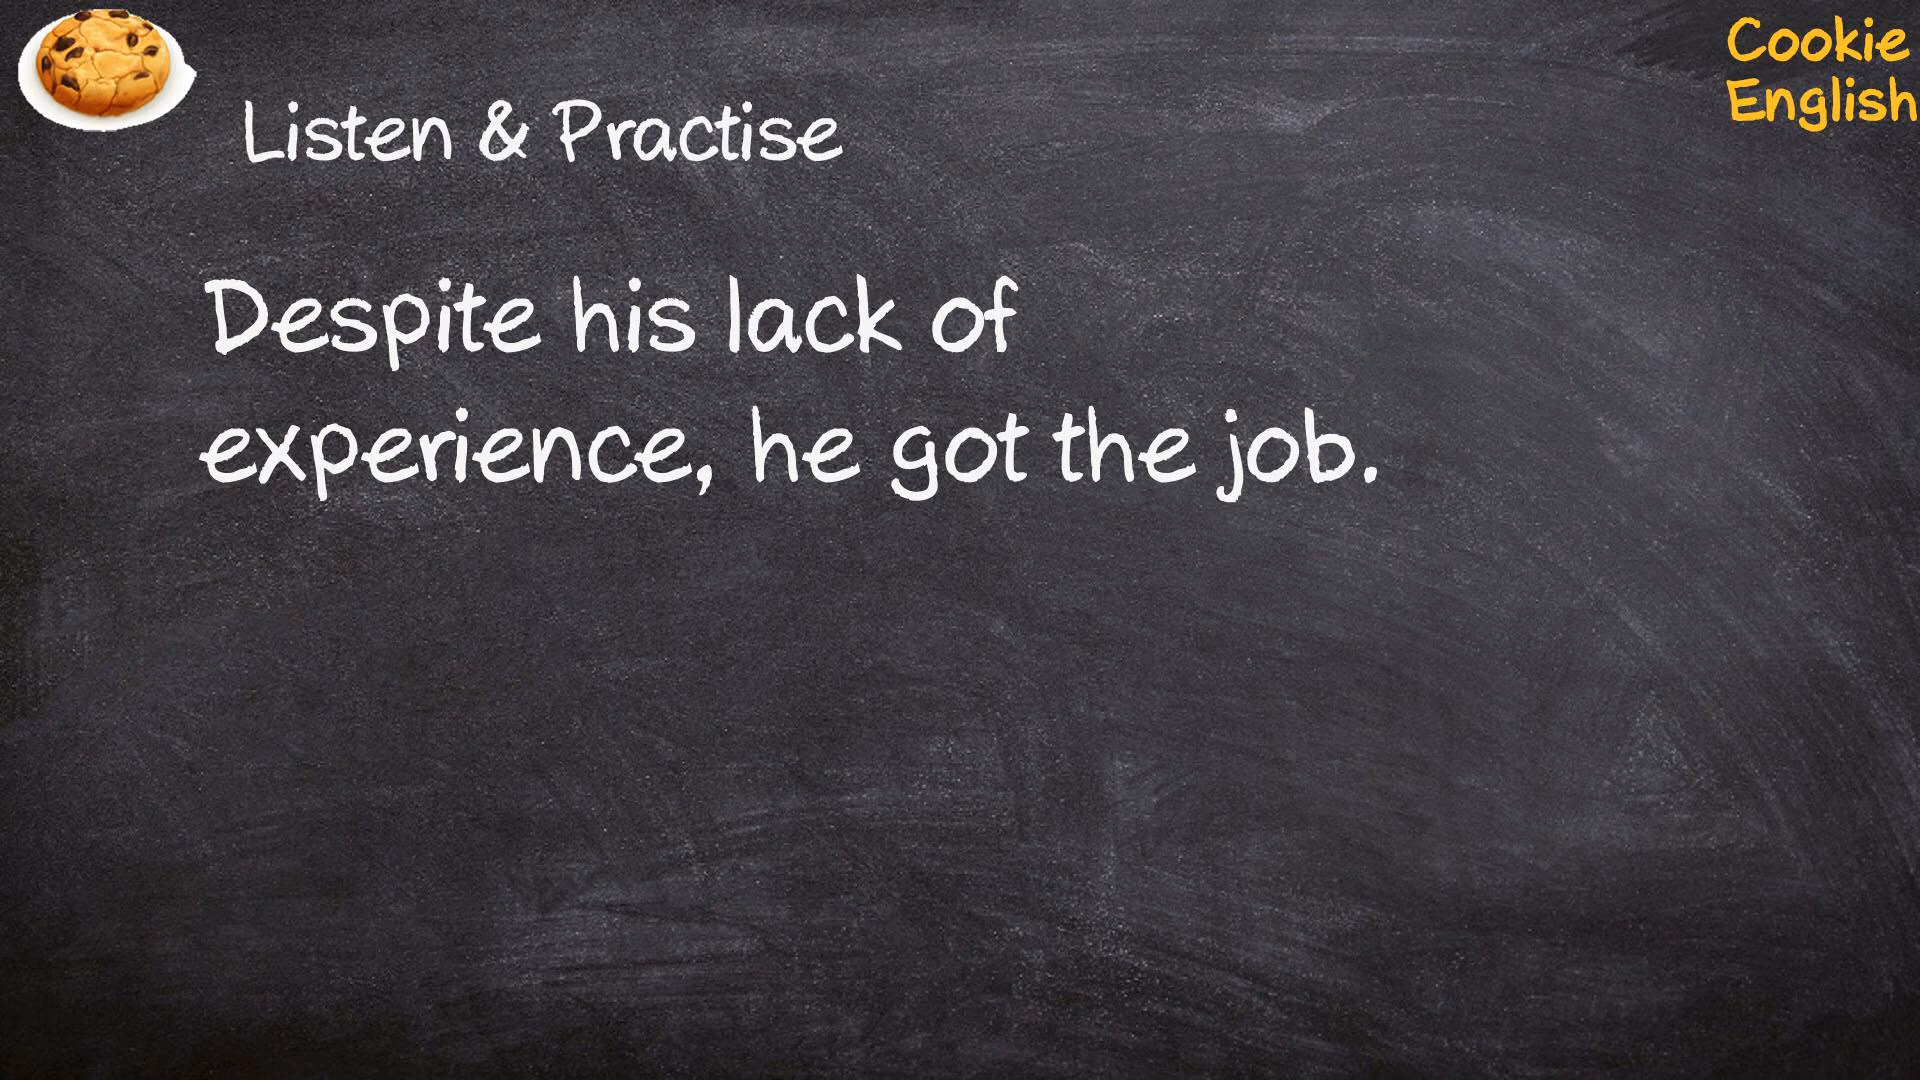 Cookie
English
Listen & Practise
Despite his lack of
experience, he got the job.